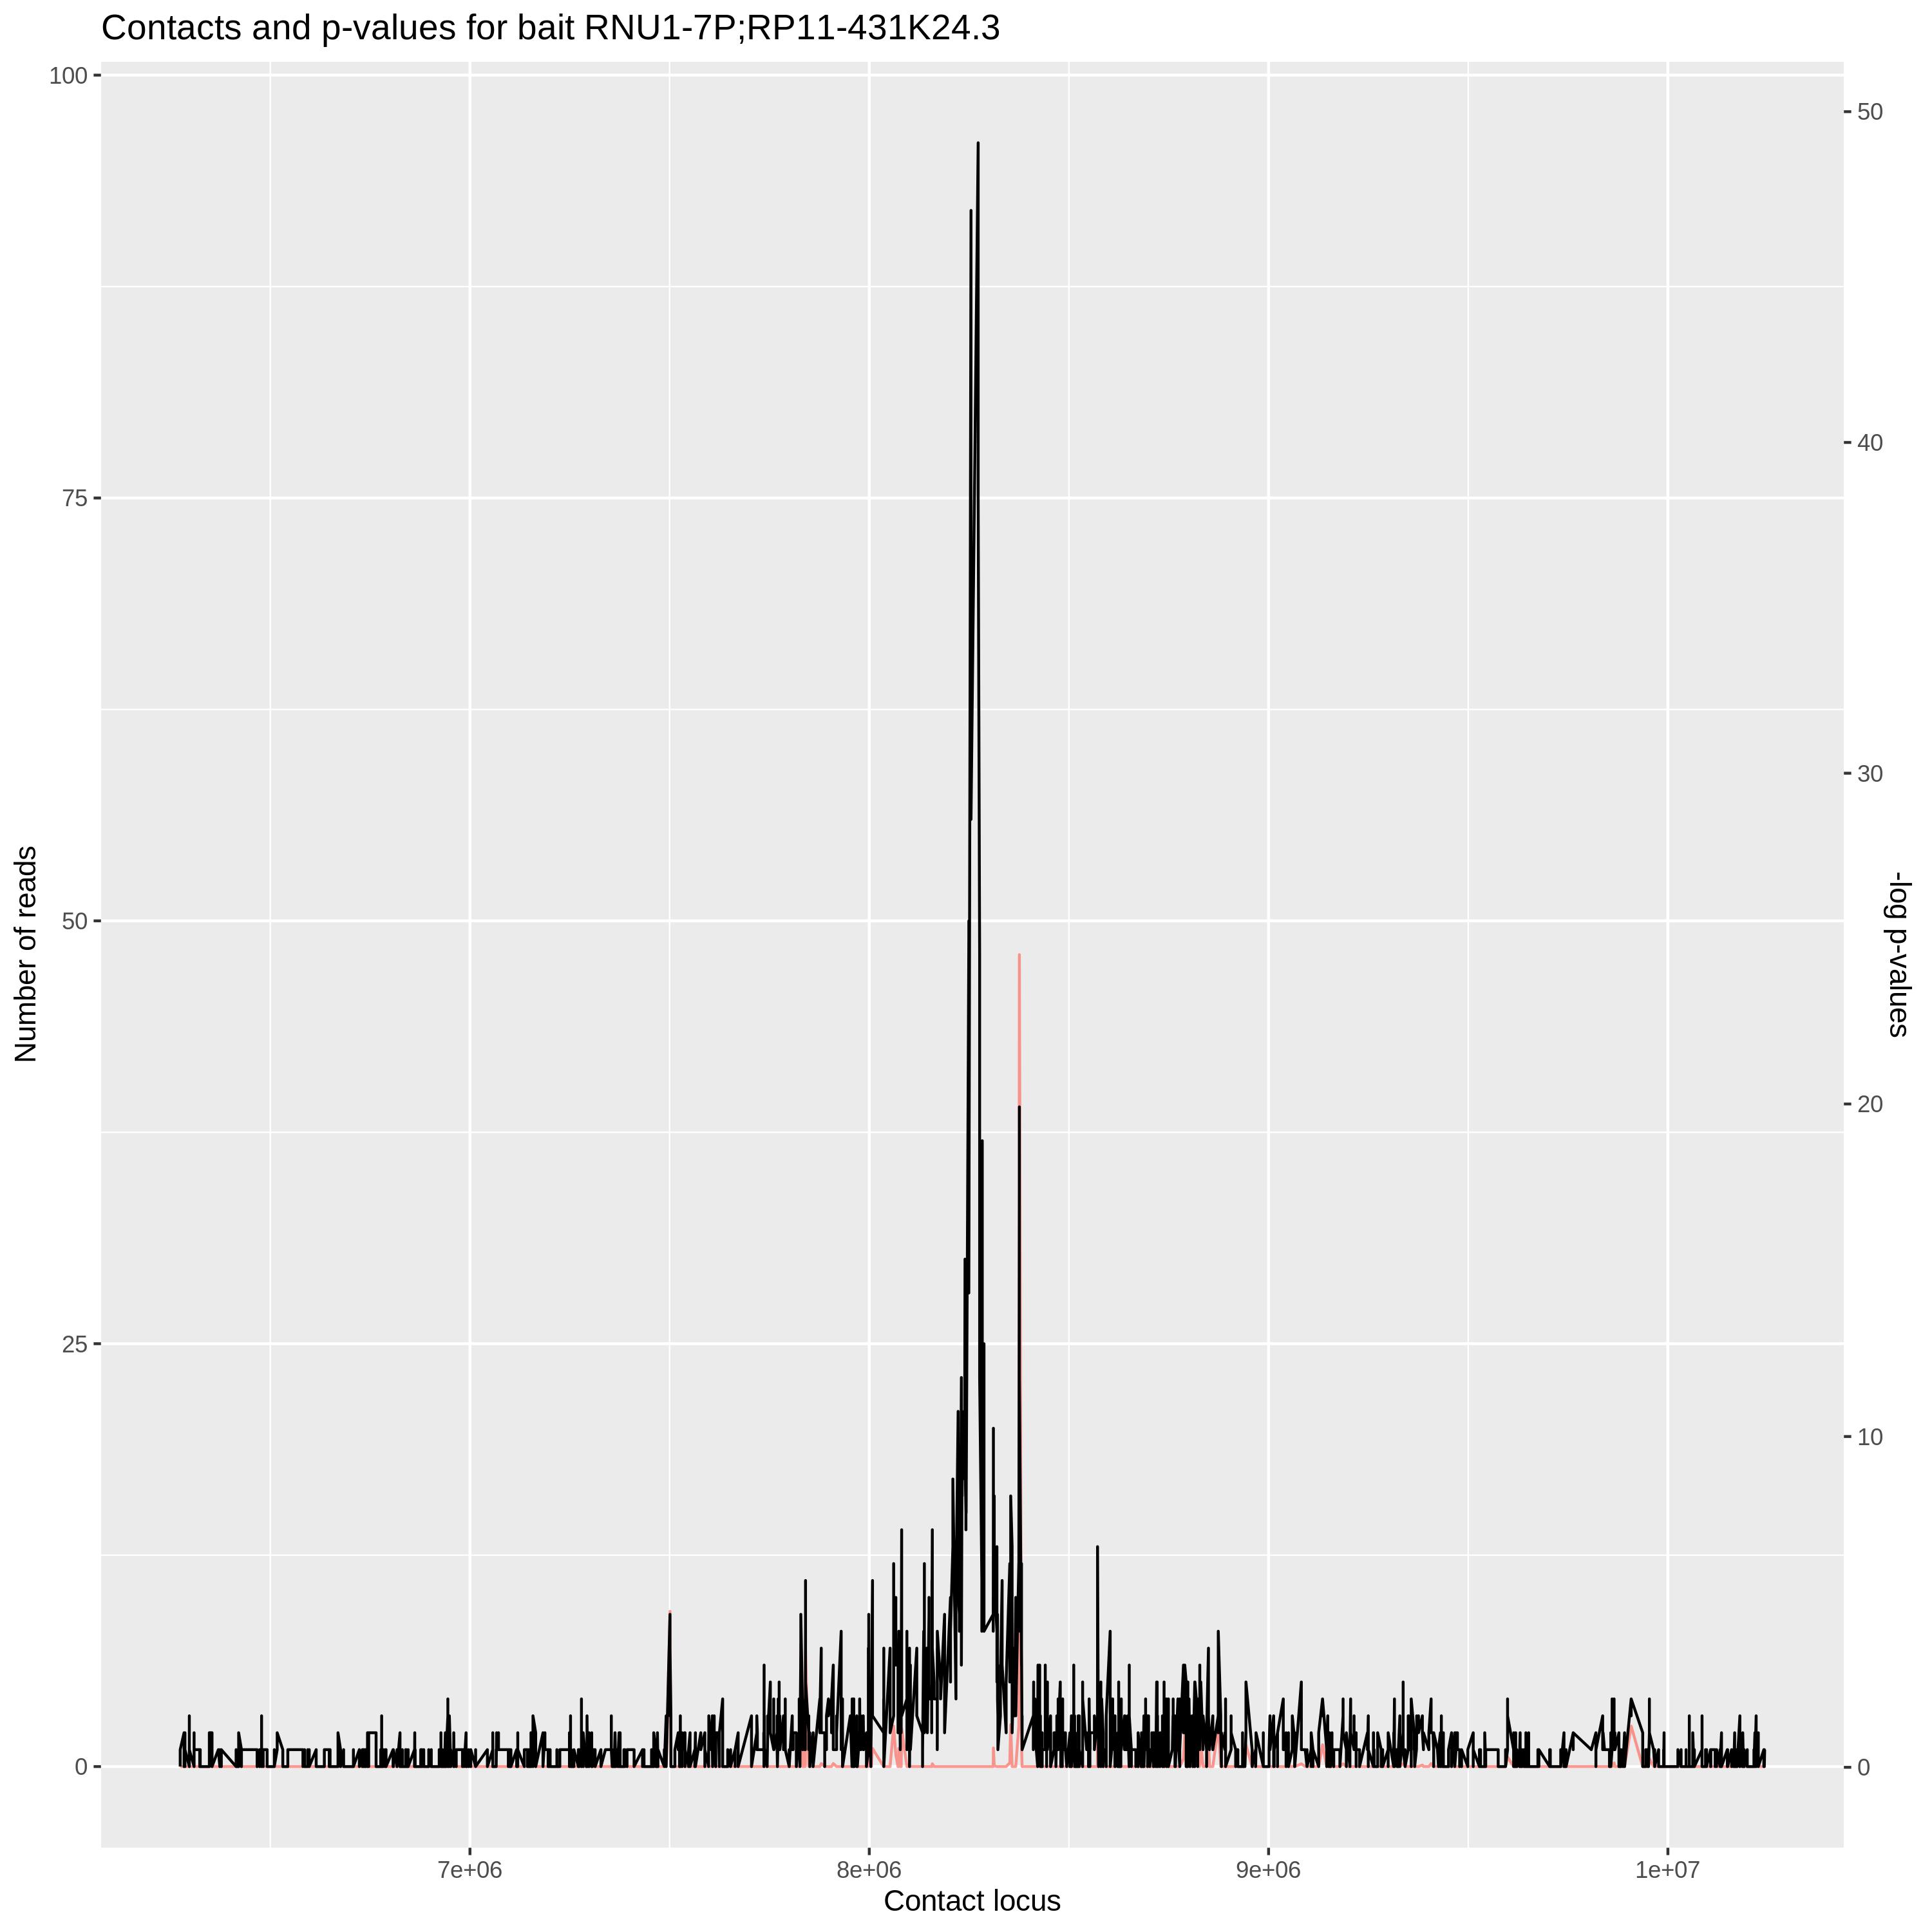 Contacts and p-values for bait RNU1-7P;RP11-431K24.3
100
75
50
25
0
Number of reads
50
40
30
20
10
0
-log p-values
7e+06
8e+06
9e+06
1e+07
Contact locus